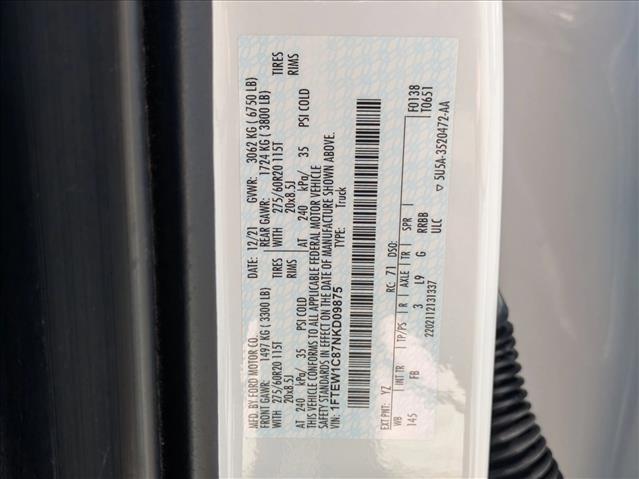 MFD. BY FORD MOTOR CO. 12/21 GVWR: 3062 KG ( 6750 LB)
FRONT GAWR: 1497 KG ( 3300 LB) REAR GAWR: 1724 KG ( 3800 LB)
WITH 275/60R20 115T TIRES WITH 275/60R20 115T TIRES
20x8.5J RIMS 20x8.5J RIMS
AT 240 kPa/ 35 PSI COLD AT 240 kPa/ 35 PSI COLD
THIS VEHICLE CONFORMS TO ALL APPLICABLE FEDERAL MOTOR VEHICLE
SAFETY STANDARDS IN EFFECT ON THE DATE OF MANUFACTURE SHOWN ABOVE.
VIN: 1FTEW1C87NKD09875 TYPE: Truck
F0138
T0651
EXT PNT: YZ RC: 71 DSO:
WB INT TR TP/PS R AXLE TR SPR
145 FB 3 L9 G RRBB
2202112131337 ULC
▽ 5U5A-3520472-AA